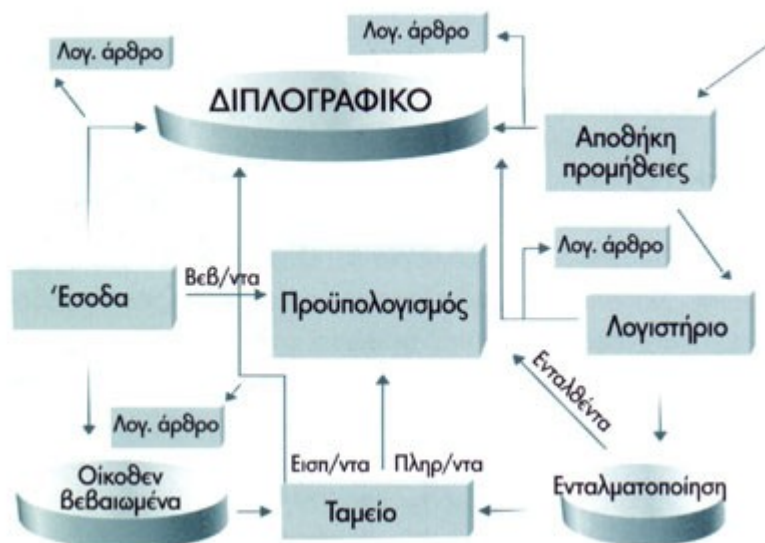 Λογ. άρθρο
Λογ. άρθρο
ΔΙΠΛΟΓΡΑΦΙΚΟ
Αποθήκη
προμήθειες
Λογ. άρθρο
Έσοδα
Βεβ/ντα
Προϋπολογισμός
Λογιστήριο
Ενταλθέντα
Λογ. άρθρο
Εισπ/ντα
Πληρ/ντα
Οίκοθεν
βεβαιωμένα
Ταμείο
Ενταλματοποίηση